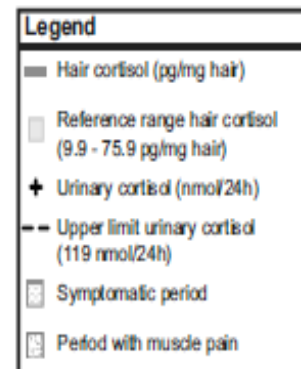 Legend
Hair cortisol (pg/mg hair)
Reference range hair cortisol
(9.9 - 75.9 pg/mg hair)
Urinary cortisol (nmol/24h)
Upper limit urinary cortisol
(119 nmol/24h)
Symptomatic period
Period with muscle pain